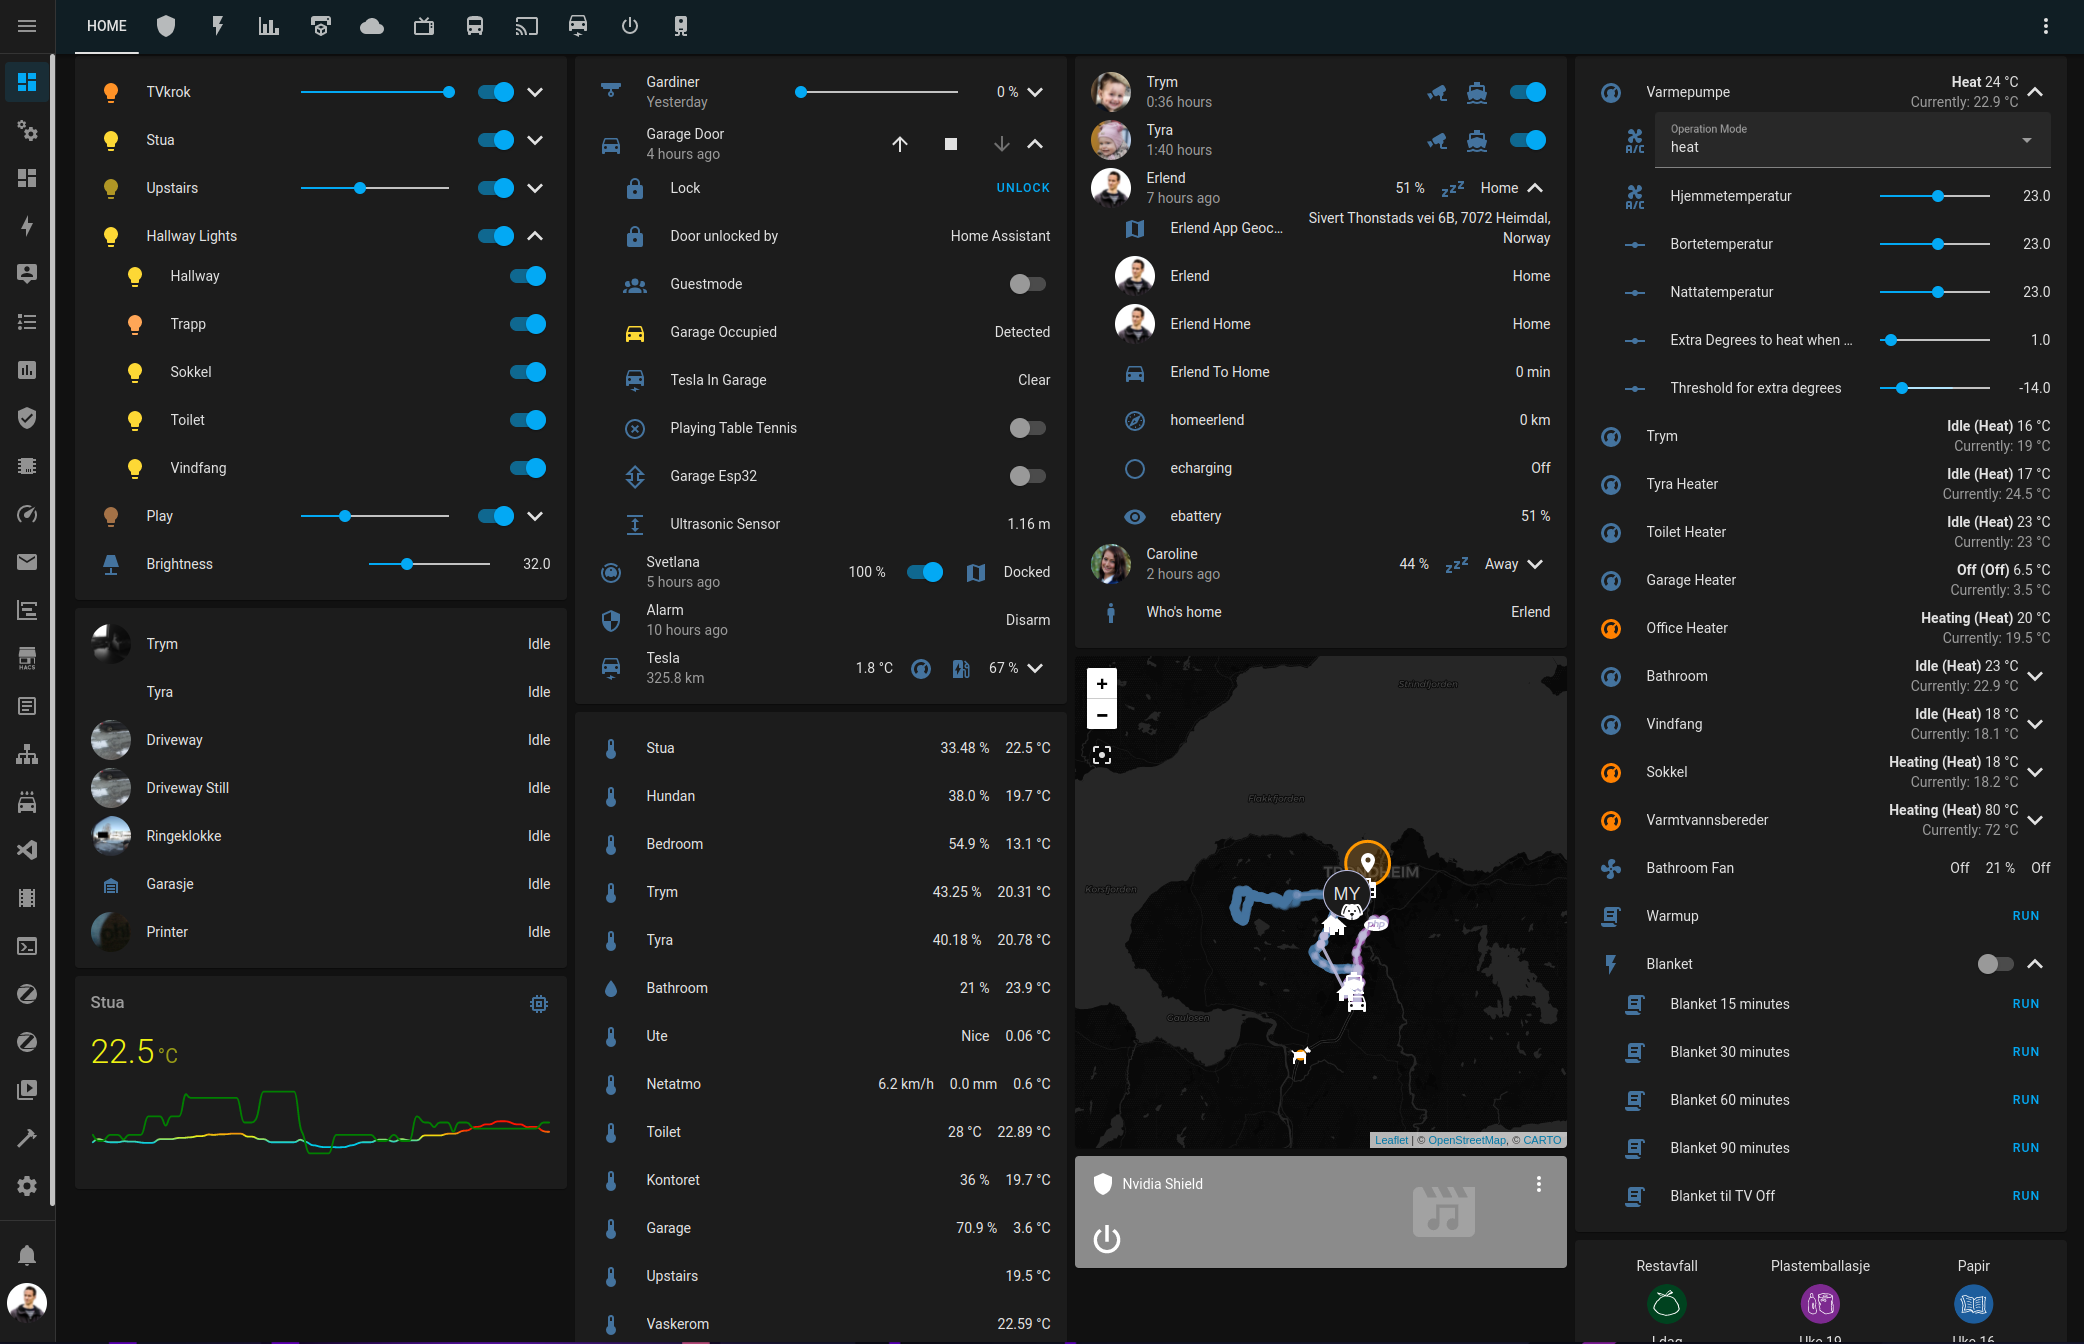 HOME
TVkrok
Stua
Upstairs
Hallway Lights
Hallway
Trapp
Sokkel
Toilet
Vindfang
Play
Brightness 32.0
Trym Idle
Tyra Idle
Driveway Idle
Driveway Still Idle
Ringeklokke Idle
Garasje Idle
Printer Idle
Stua
22.5 °C
HACS
Gardiner
Yesterday
0 %
Garage Door
4 hours ago
Lock UNLOCK
Door unlocked by Home Assistant
Guestmode
Garage Occupied Detected
Tesla In Garage Clear
Playing Table Tennis
Garage Esp32
Ultrasonic Sensor 1.16 m
Svetlana
5 hours ago
100 % Docked
Alarm
10 hours ago
Disarm
Tesla
325.8 km
1.8 °C 67 %
Stua 33.48 % 22.5 °C
Hundan 38.0 % 19.7 °C
Bedroom 54.9 % 13.1 °C
Trym 43.25 % 20.31 °C
Tyra 40.18 % 20.78 °C
Bathroom 21 % 23.9 °C
Ute Nice 0.06 °C
Netatmo 6.2 km/h 0.0 mm 0.6 °C
Toilet 28 °C 22.89 °C
Kontoret 36 % 19.7 °C
Garage 70.9 % 3.6 °C
Upstairs 19.5 °C
Vaskerom 22.59 °C
Trym
0:36 hours
Tyra
1:40 hours
Erlend
7 hours ago
51 % zzz Home
Erlend App Geoc... Sivert Thonstads vei 6B, 7072 Heimdal,
Norway
Erlend Home
Erlend Home Home
Erlend To Home 0 min
homeerlend 0 km
echarging Off
ebattery 51 %
Caroline
2 hours ago
44 % zzz Away
Who's home Erlend
+
−
Strindfjorden
Flakkfjorden
Korsfjorden
Gaulosen
MY
php
Leaflet | © OpenStreetMap, © CARTO
Nvidia Shield
Varmepumpe
Heat 24 °C
Currently: 22.9 °C
A/C
Operation Mode
heat
A/C
Hjemmetemperatur 23.0
Bortetemperatur 23.0
Nattatemperatur 23.0
Extra Degrees to heat when ... 1.0
Threshold for extra degrees -14.0
Trym
Idle (Heat) 16 °C
Currently: 19 °C
Tyra Heater
Idle (Heat) 17 °C
Currently: 24.5 °C
Toilet Heater
Idle (Heat) 23 °C
Currently: 23 °C
Garage Heater
Off (Off) 6.5 °C
Currently: 3.5 °C
Office Heater
Heating (Heat) 20 °C
Currently: 19.5 °C
Bathroom
Idle (Heat) 23 °C
Currently: 22.9 °C
Vindfang
Idle (Heat) 18 °C
Currently: 18.1 °C
Sokkel
Heating (Heat) 18 °C
Currently: 18.2 °C
Varmtvannsbereder
Heating (Heat) 80 °C
Currently: 72 °C
Bathroom Fan Off 21 % Off
Warmup RUN
Blanket
Blanket 15 minutes RUN
Blanket 30 minutes RUN
Blanket 60 minutes RUN
Blanket 90 minutes RUN
Blanket til TV Off RUN
Restavfall Plastemballasje Papir
I dag Uke 19 Uke 16